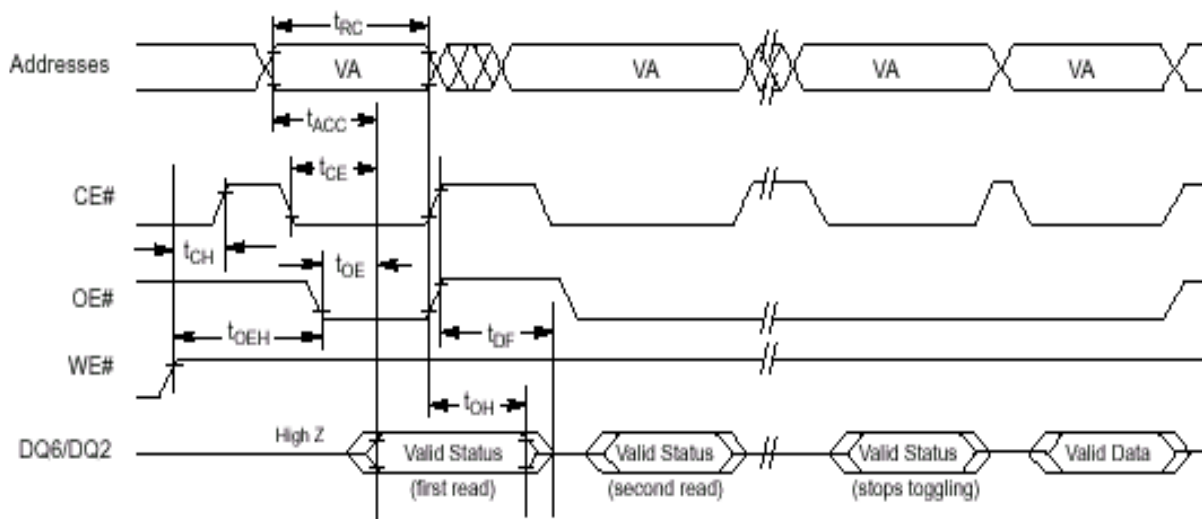 tRC
Addresses
VA
VA
VA
VA
tACC
tCE
CE#
tCH
tOE
OE#
tOEH
tDF
WE#
tOH
High Z
DQ6/DQ2
Valid Status
Valid Status
Valid Status
Valid Data
(first read)
(second read)
(stops toggling)